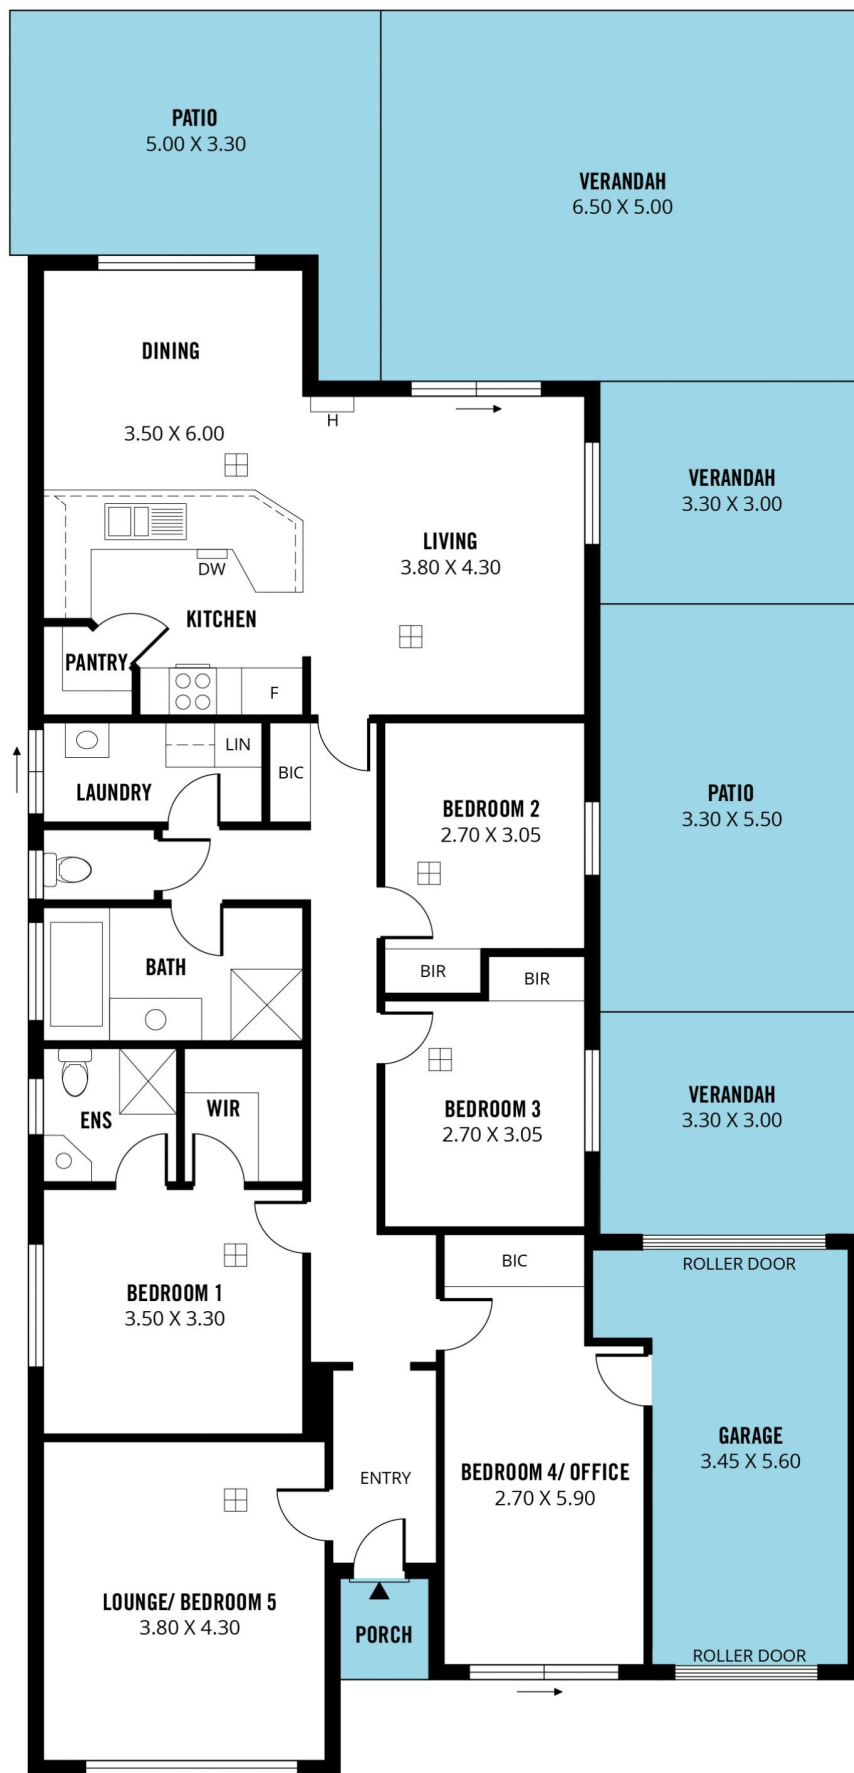 PATIO
5.00 X 3.30
VERANDAH
6.50 X 5.00
DINING
3.50 X 6.00
H
VERANDAH
3.30 X 3.00
LIVING
3.80 X 4.30
DW
KITCHEN
PANTRY
F
LIN
BIC
LAUNDRY
BEDROOM 2
2.70 X 3.05
PATIO
3.30 X 5.50
BATH
BIR
BIR
ENS
WIR
BEDROOM 3
2.70 X 3.05
VERANDAH
3.30 X 3.00
BIC
ROLLER DOOR
BEDROOM 1
3.50 X 3.30
GARAGE
3.45 X 5.60
ENTRY
BEDROOM 4/ OFFICE
2.70 X 5.90
LOUNGE/ BEDROOM 5
3.80 X 4.30
PORCH
ROLLER DOOR